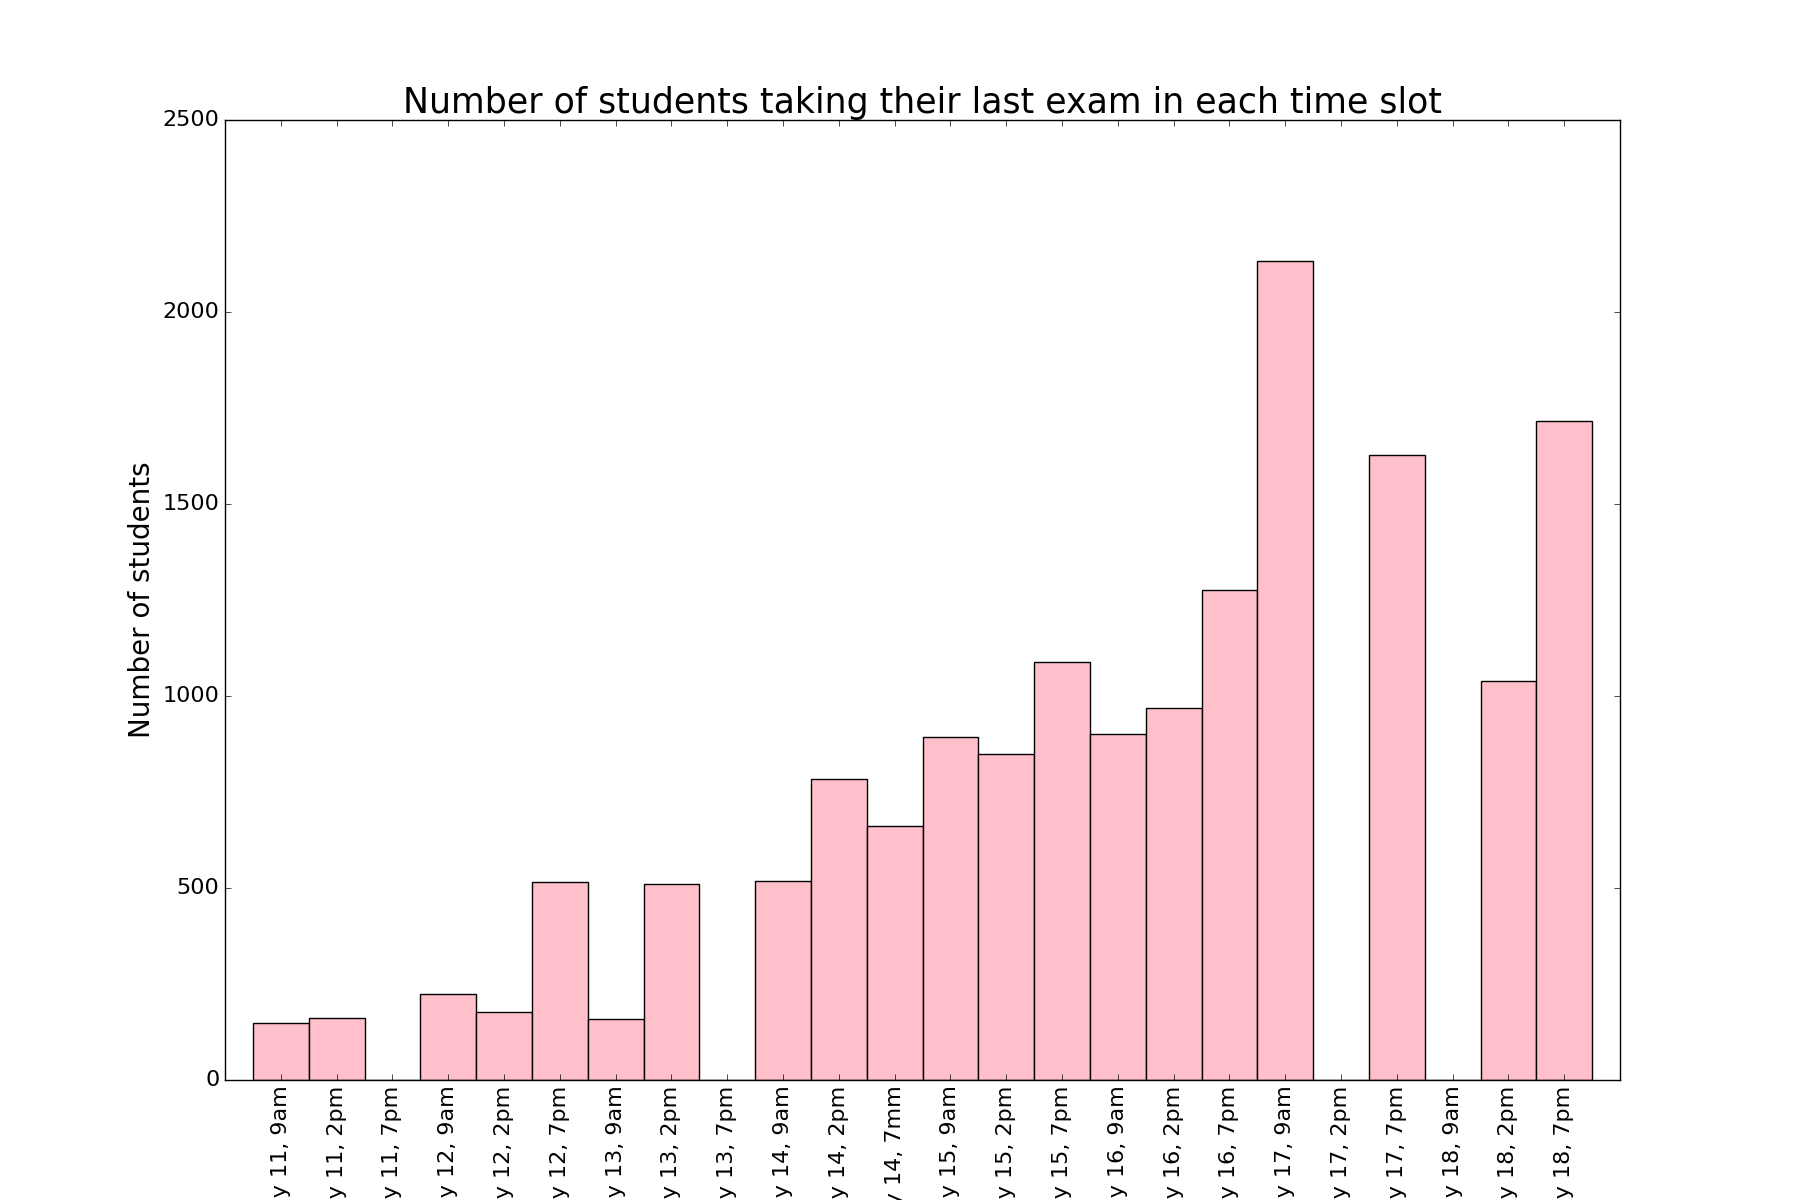 Number of students taking their last exam in each time slot
Number of students
2500
2000
1500
1000
500
0
y 11, 9am
y 11, 2pm
y 11, 7pm
y 12, 9am
y 12, 2pm
y 12, 7pm
y 13, 9am
y 13, 2pm
y 13, 7pm
y 14, 9am
y 14, 2pm
y 14, 7mm
y 15, 9am
y 15, 2pm
y 15, 7pm
y 16, 9am
y 16, 2pm
y 16, 7pm
y 17, 9am
y 17, 2pm
y 17, 7pm
y 18, 9am
y 18, 2pm
y 18, 7pm